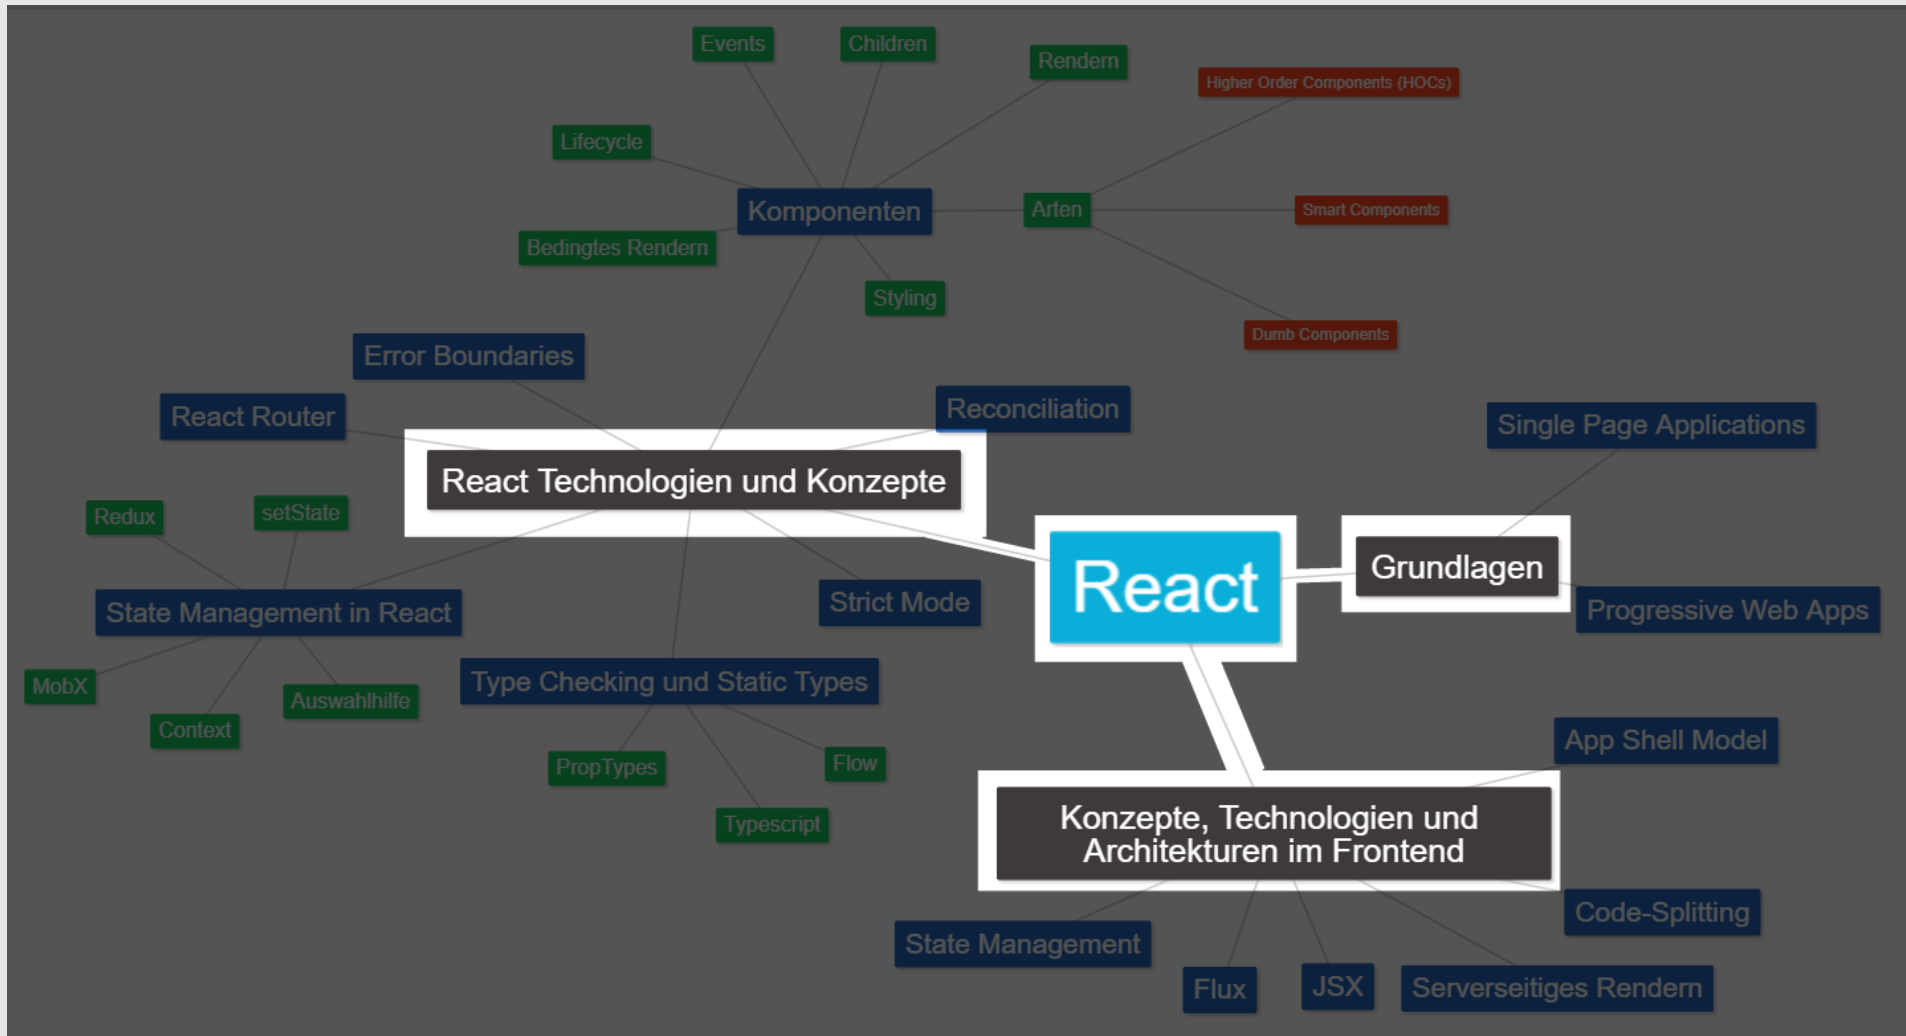 Events
Children
Rendern
Higher Order Components (HOCs)
Lifecycle
Komponenten
Arten
Smart Components
Bedingtes Rendern
Styling
Dumb Components
Error Boundaries
React Router
Reconciliation
Single Page Applications
React Technologien und Konzepte
Redux
setState
React
Grundlagen
State Management in React
Strict Mode
Progressive Web Apps
MobX
Auswahlhilfe
Context
Type Checking und Static Types
PropTypes
Flow
Typescript
App Shell Model
Konzepte, Technologien und
Architekturen im Frontend
Code-Splitting
State Management
Flux
JSX
Serverseitiges Rendern